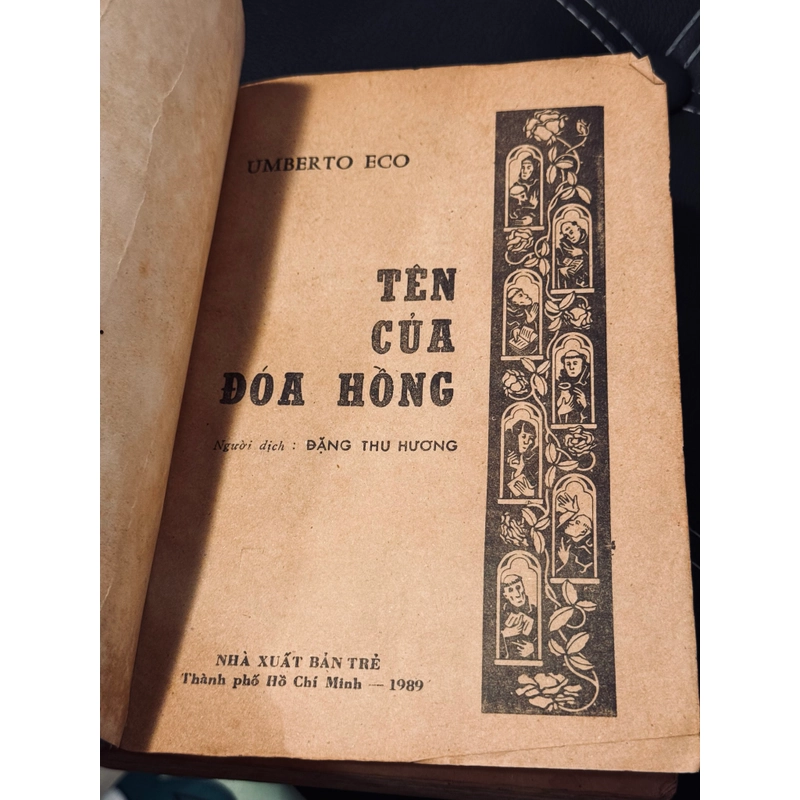 UMBERTO ECO
TÊN
CỦA
ĐÓA HỒNG
Người dịch : ĐẶNG THU HƯƠNG
NHÀ XUẤT BẢN TRẺ
Thành phố Hồ Chí Minh — 1989